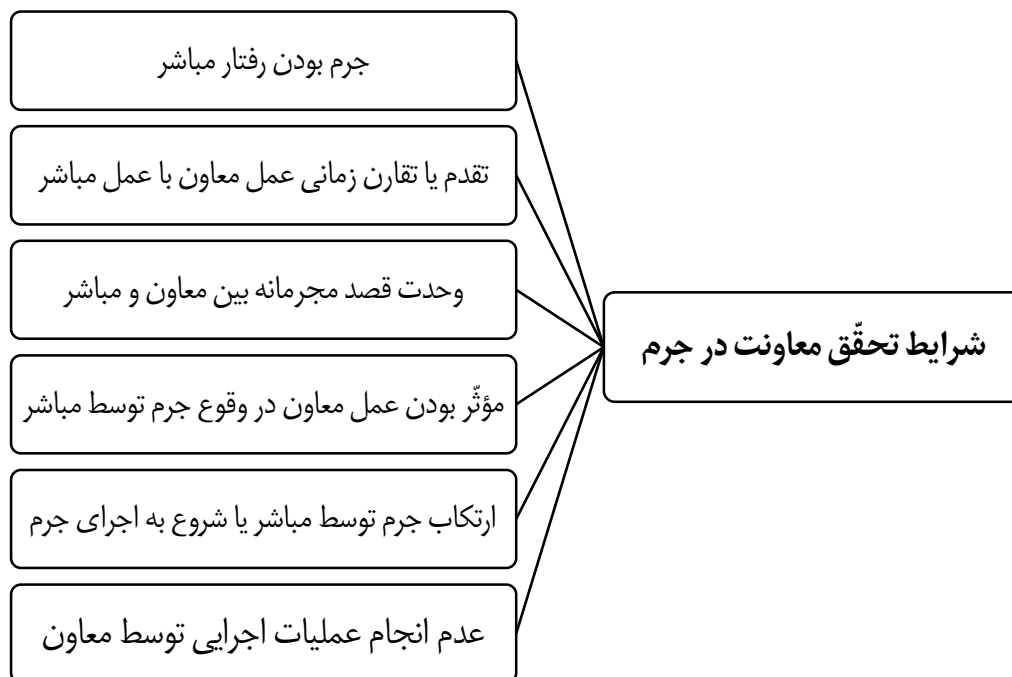 شرایط تحقّق معاونت در جرم
جرم بودن رفتار مباشر
تقدم یا تقارن زمانی عمل معاون با عمل مباشر
وحدت قصد مجرمانه بین معاون و مباشر
مؤثّر بودن عمل معاون در وقوع جرم توسط مباشر
ارتکاب جرم توسط مباشر یا شروع به اجرای جرم
عدم انجام عملیات اجرایی توسط معاون